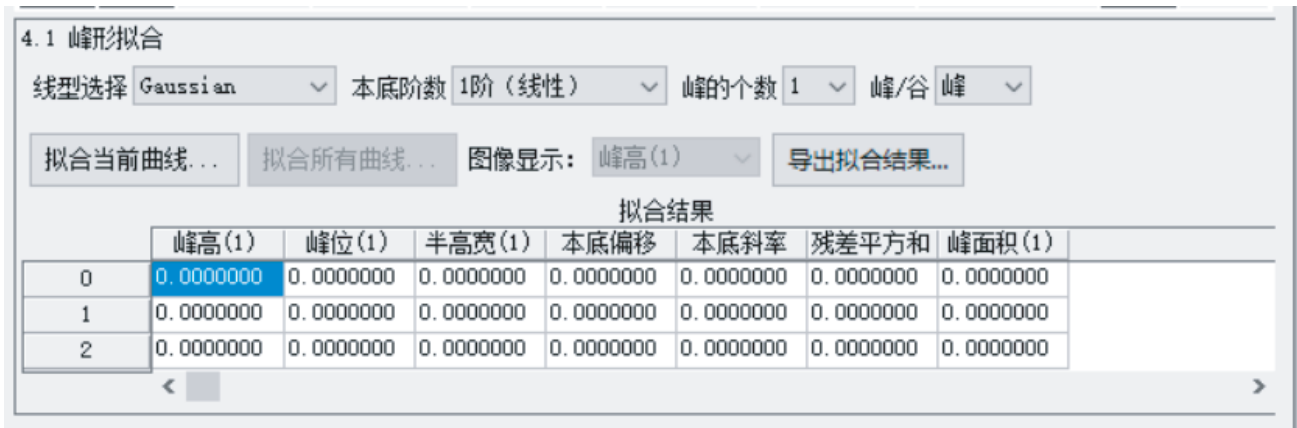 4.1 峰形拟合
线型选择 Gaussian 本底阶数 1阶（线性） 峰的个数 1 峰/谷 峰
拟合当前曲线... 拟合所有曲线... 图像显示： 峰高(1) 导出拟合结果...
拟合结果
峰高(1) 峰位(1) 半高宽(1) 本底偏移 本底斜率 残差平方和 峰面积(1)
0 0.0000000 0.0000000 0.0000000 0.0000000 0.0000000 0.0000000 0.0000000
1 0.0000000 0.0000000 0.0000000 0.0000000 0.0000000 0.0000000 0.0000000
2 0.0000000 0.0000000 0.0000000 0.0000000 0.0000000 0.0000000 0.0000000